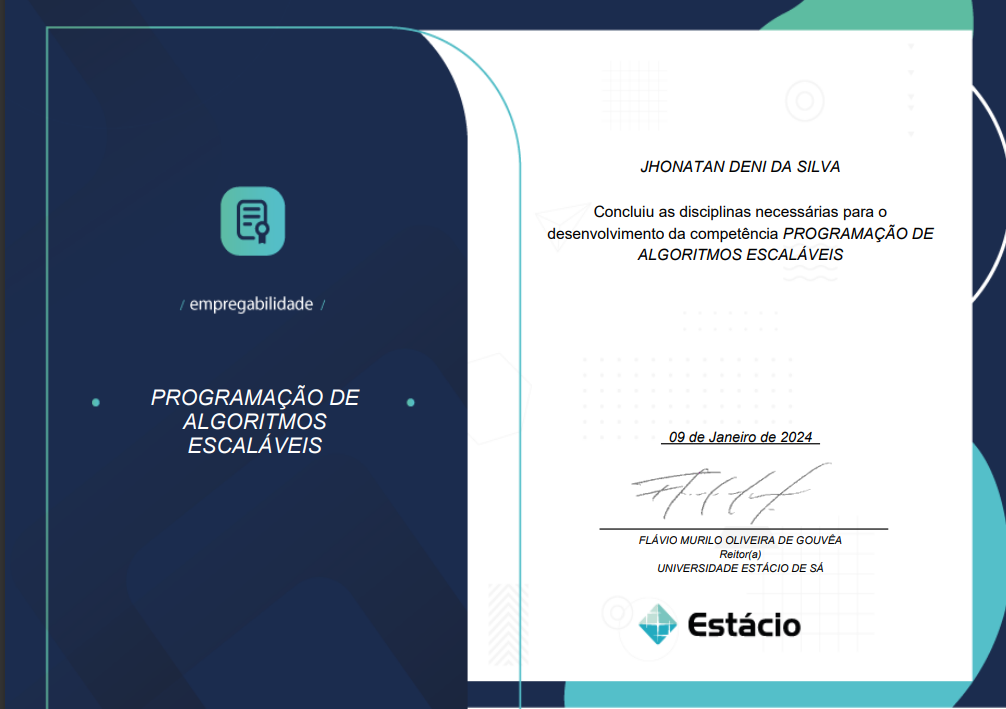 / empregabilidade /
PROGRAMAÇÃO DE
ALGORITMOS
ESCALÁVEIS
JHONATAN DENI DA SILVA
Concluiu as disciplinas necessárias para o
desenvolvimento da competência PROGRAMAÇÃO DE
ALGORITMOS ESCALÁVEIS
09 de Janeiro de 2024
FLÁVIO MURILO OLIVEIRA DE GOUVÊA
Reitor(a)
UNIVERSIDADE ESTÁCIO DE SÁ
Estácio